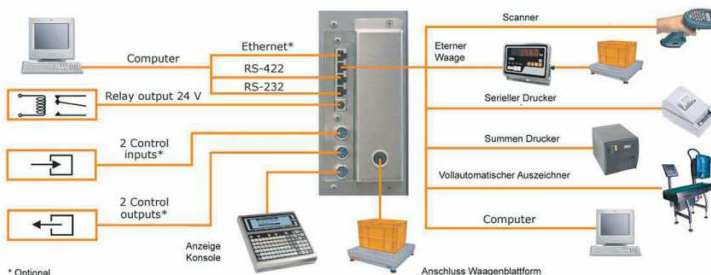 Scanner
Ethernet*
Computer
Eterner
Waage
RS-422
RS-232
Relay output 24 V
Serieller Drucker
2 Control
inputs*
Summen Drucker
Vollautomatischer Auszeichner
2 Control
outputs*
Computer
Anzeige
Konsole
* Optional
Anschluss Waagenblattform